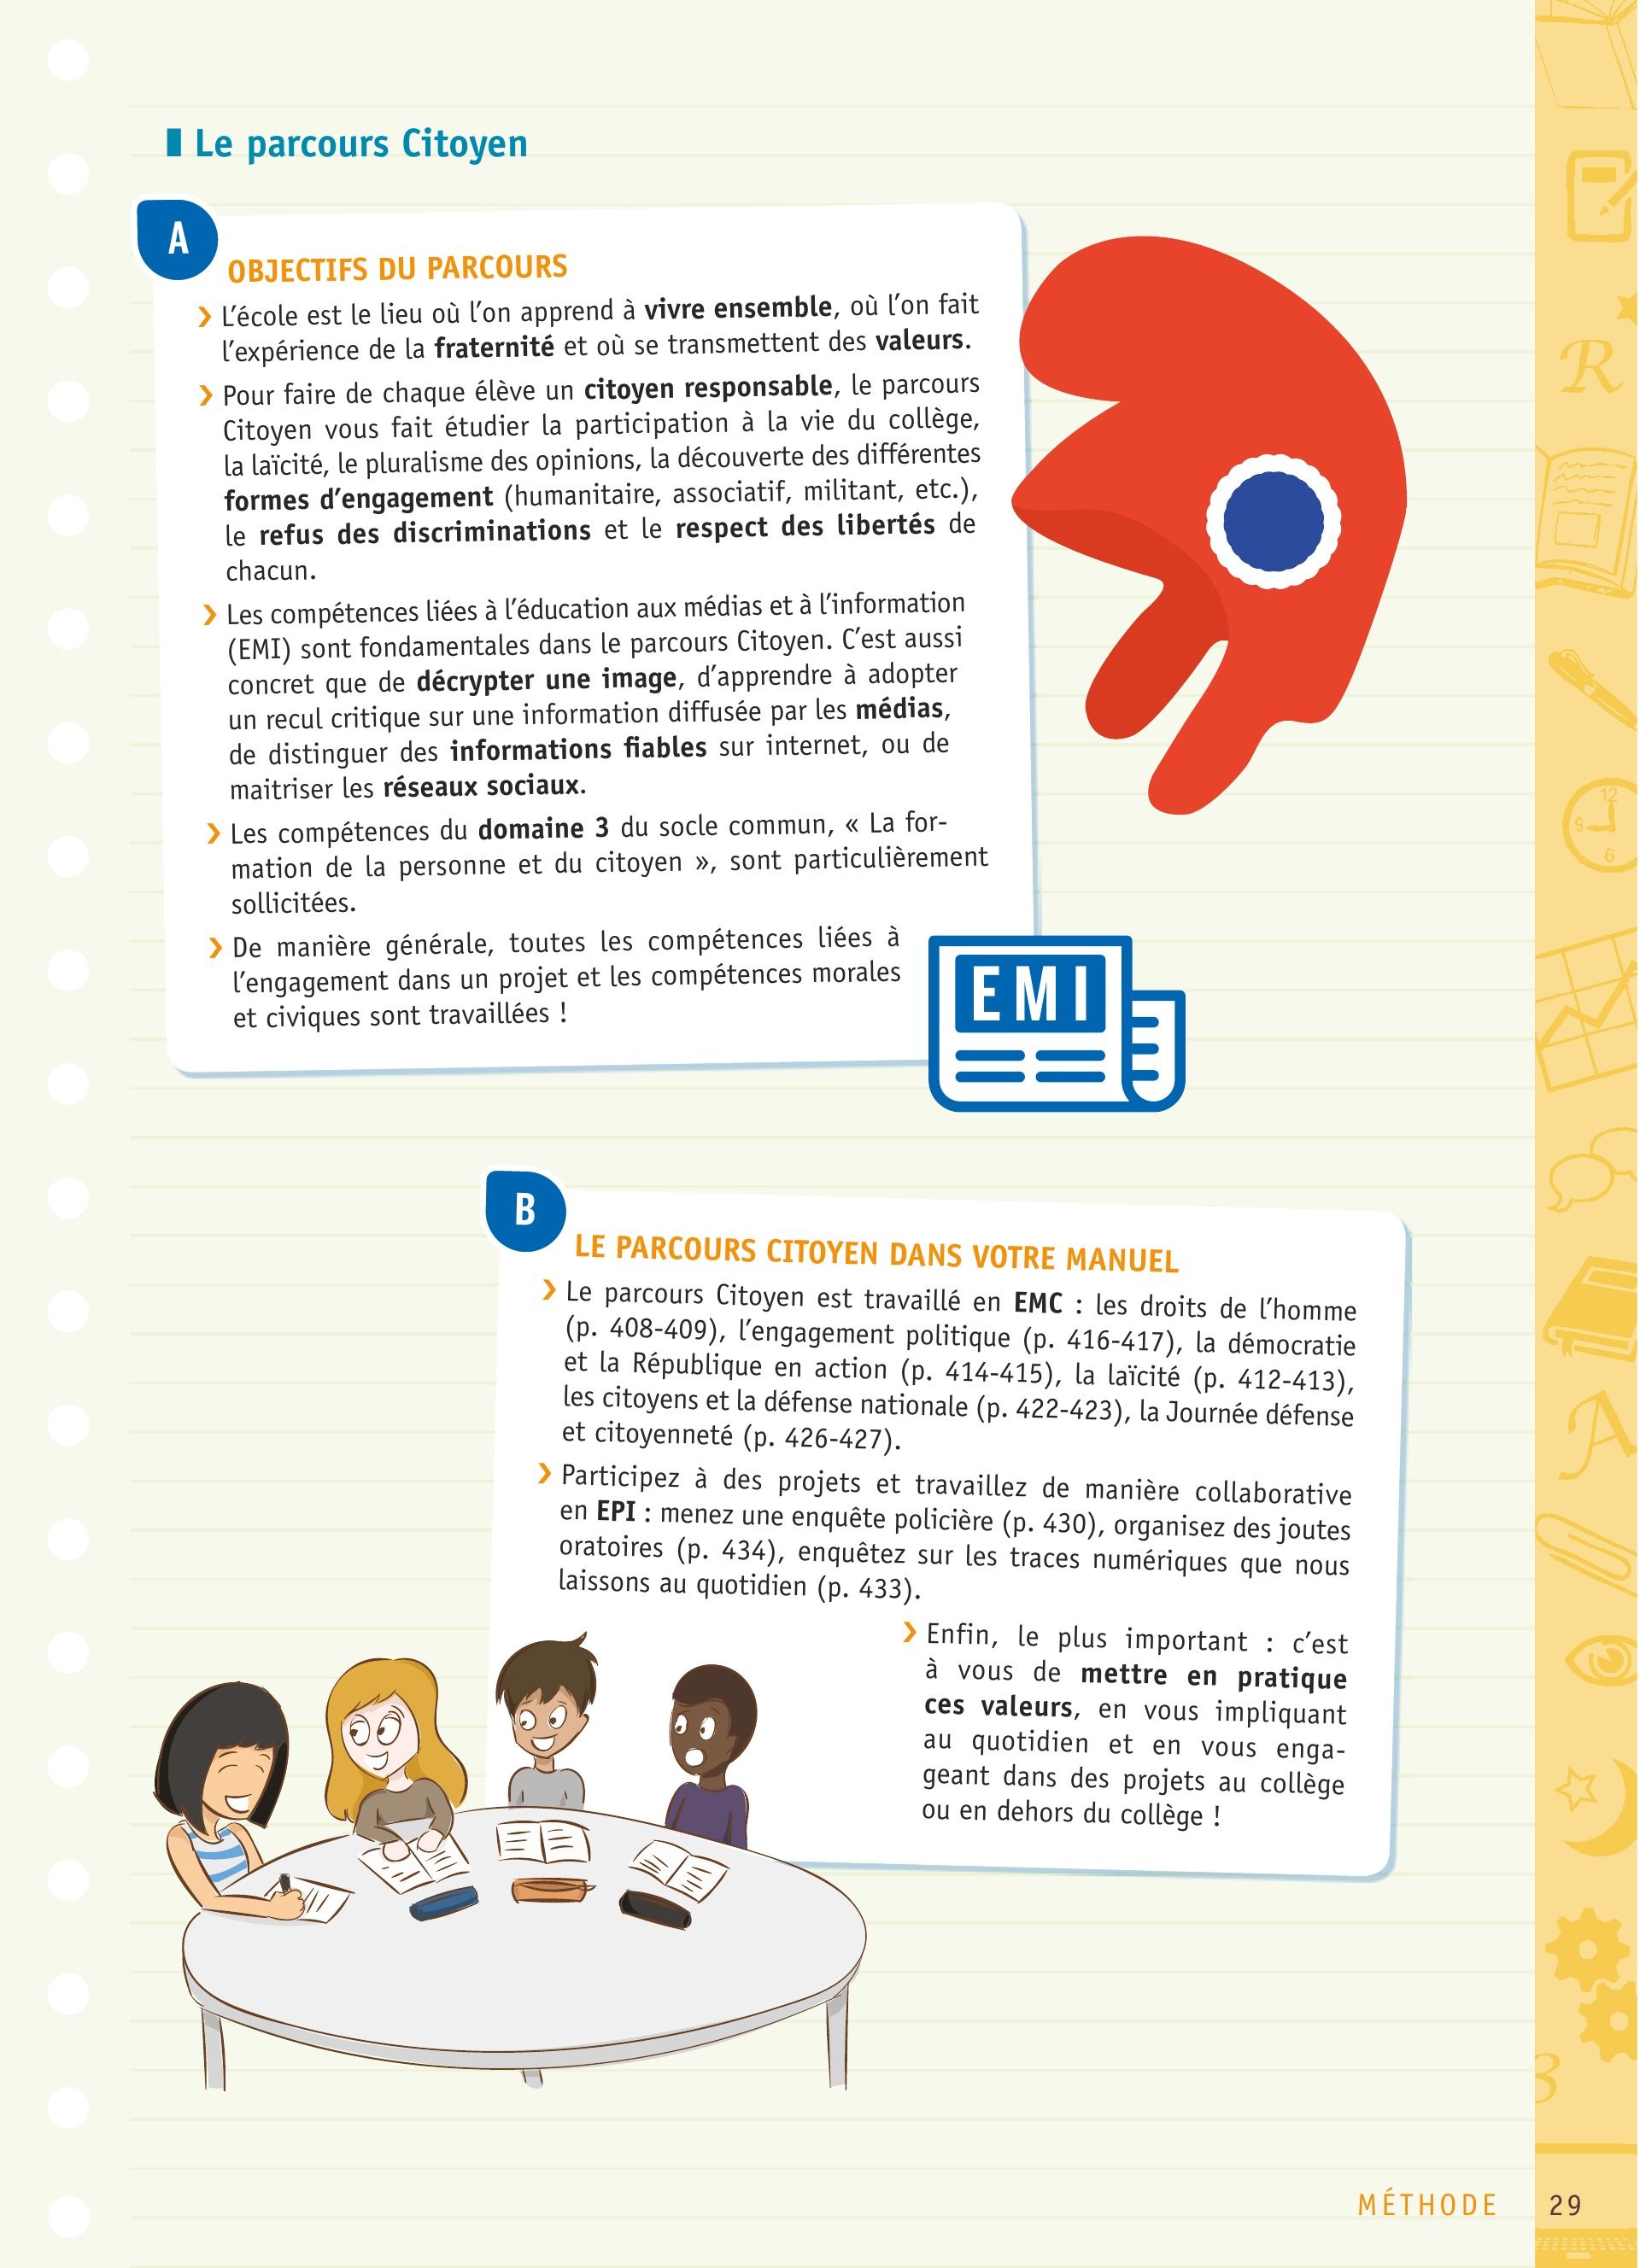 Le parcours Citoyen
A
OBJECTIFS DU PARCOURS
❯ L’école est le lieu où l’on apprend à vivre ensemble, où l’on fait
l’expérience de la fraternité et où se transmettent des valeurs.
❯ Pour faire de chaque élève un citoyen responsable, le parcours
Citoyen vous fait étudier la participation à la vie du collège,
la laïcité, le pluralisme des opinions, la découverte des différentes
formes d’engagement (humanitaire, associatif, militant, etc.),
le refus des discriminations et le respect des libertés de
chacun.
❯ Les compétences liées à l’éducation aux médias et à l’information
(EMI) sont fondamentales dans le parcours Citoyen. C’est aussi
concret que de décrypter une image, d’apprendre à adopter
un recul critique sur une information diffusée par les médias,
de distinguer des informations fiables sur internet, ou de
maitriser les réseaux sociaux.
❯ Les compétences du domaine 3 du socle commun, « La for-
mation de la personne et du citoyen », sont particulièrement
sollicitées.
❯ De manière générale, toutes les compétences liées à
l’engagement dans un projet et les compétences morales
et civiques sont travaillées !
EMI
B
LE PARCOURS CITOYEN DANS VOTRE MANUEL
❯ Le parcours Citoyen est travaillé en EMC : les droits de l’homme
(p. 408-409), l’engagement politique (p. 416-417), la démocratie
et la République en action (p. 414-415), la laïcité (p. 412-413),
les citoyens et la défense nationale (p. 422-423), la Journée défense
et citoyenneté (p. 426-427).
❯ Participez à des projets et travaillez de manière collaborative
en EPI : menez une enquête policière (p. 430), organisez des joutes
oratoires (p. 434), enquêtez sur les traces numériques que nous
laissons au quotidien (p. 433).
❯ Enfin, le plus important : c’est
à vous de mettre en pratique
ces valeurs, en vous impliquant
au quotidien et en vous enga-
geant dans des projets au collège
ou en dehors du collège !
R
12
9
6
A
3
MÉTHODE 29